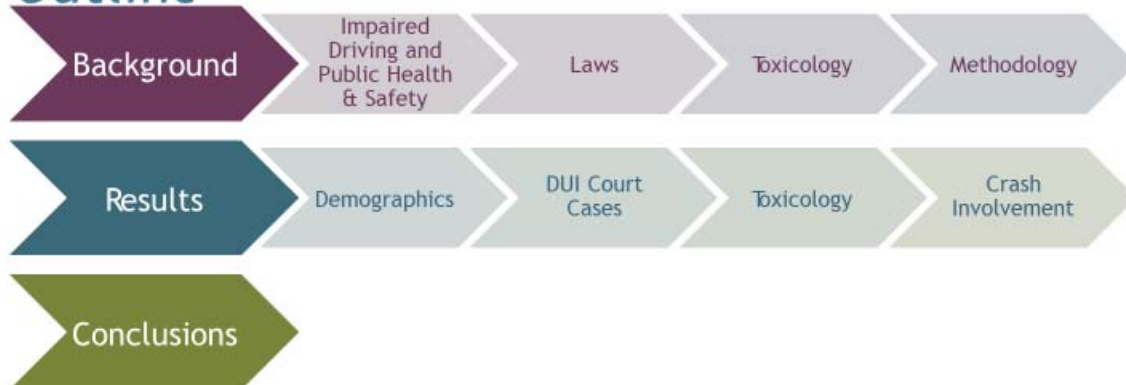 Outline
Background
Impaired
Driving and
Public Health
& Safety
Laws
Toxicology
Methodology
Results
Demographics
DUI Court
Cases
Toxicology
Crash
Involvement
Conclusions